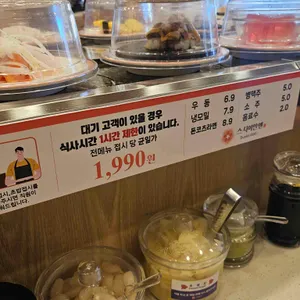 대기 고객이 있을 경우
식사시간 1시간 제한이 있습니다.
전메뉴 접시 당 균일가
1,990원
우동 6.9
냉모밀 7.9
돈코츠라멘 8.9
병맥주 5.0
소주 5.0
음료수 2.0